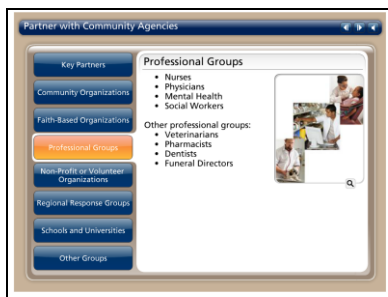 Partner with Community Agencies
Key Partners
Community Organizations
Faith-Based Organizations
Professional Groups
Non-Profit or Volunteer
Organizations
Regional Response Groups
Schools and Universities
Other Groups
Professional Groups
• Nurses
• Physicians
• Mental Health
• Social Workers
Other professional groups:
• Veterinarians
• Pharmacists
• Dentists
• Funeral Directors